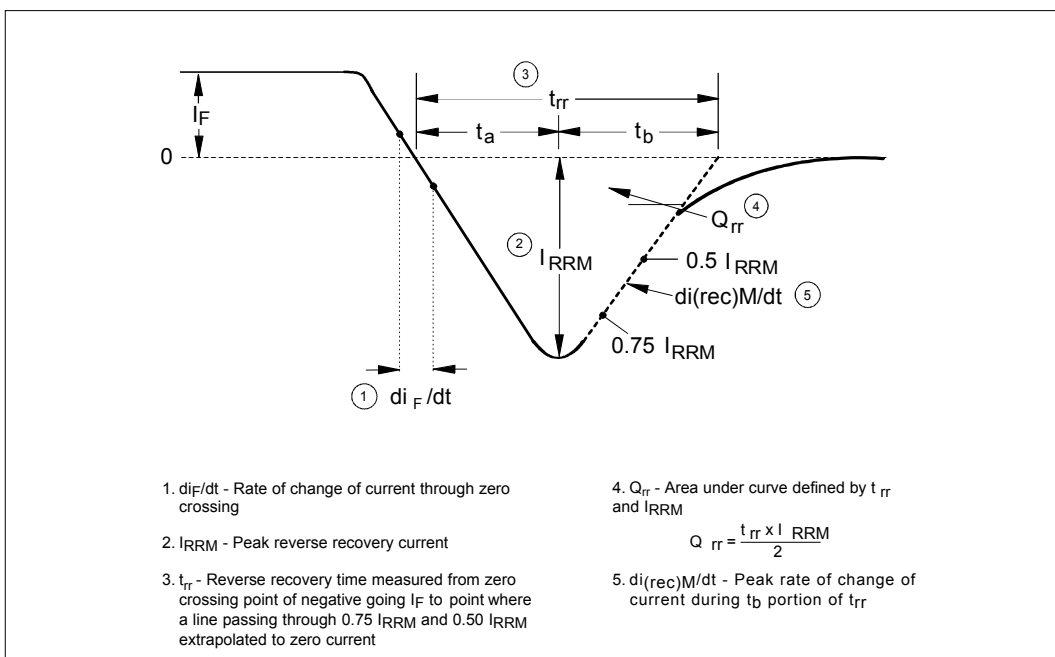 3
t_rr
I_F
t_a t_b
0
Q_rr 4
2 I_RRM
0.5 I_RRM
di(rec)M/dt 5
0.75 I_RRM
1 di_F/dt
1. di_F/dt - Rate of change of current through zero
crossing
2. I_RRM - Peak reverse recovery current
3. t_rr - Reverse recovery time measured from zero
crossing point of negative going I_F to point where
a line passing through 0.75 I_RRM and 0.50 I_RRM
extrapolated to zero current
4. Q_rr - Area under curve defined by t_rr
and I_RRM
Q_rr = t_rr x I_RRM
2
5. di(rec)M/dt - Peak rate of change of
current during t_b portion of t_rr